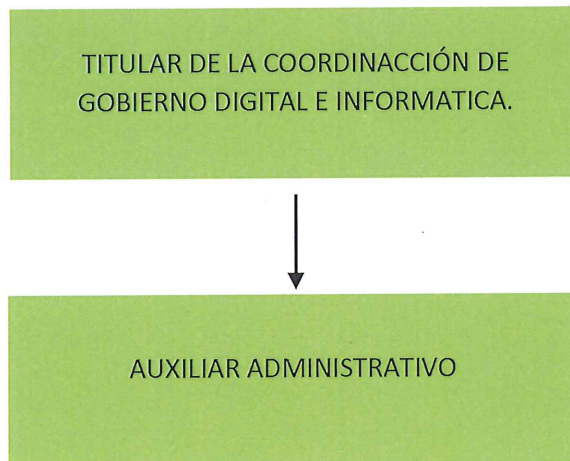 TITULAR DE LA COORDINACCIÓN DE
GOBIERNO DIGITAL E INFORMATICA.
AUXILIAR ADMINISTRATIVO